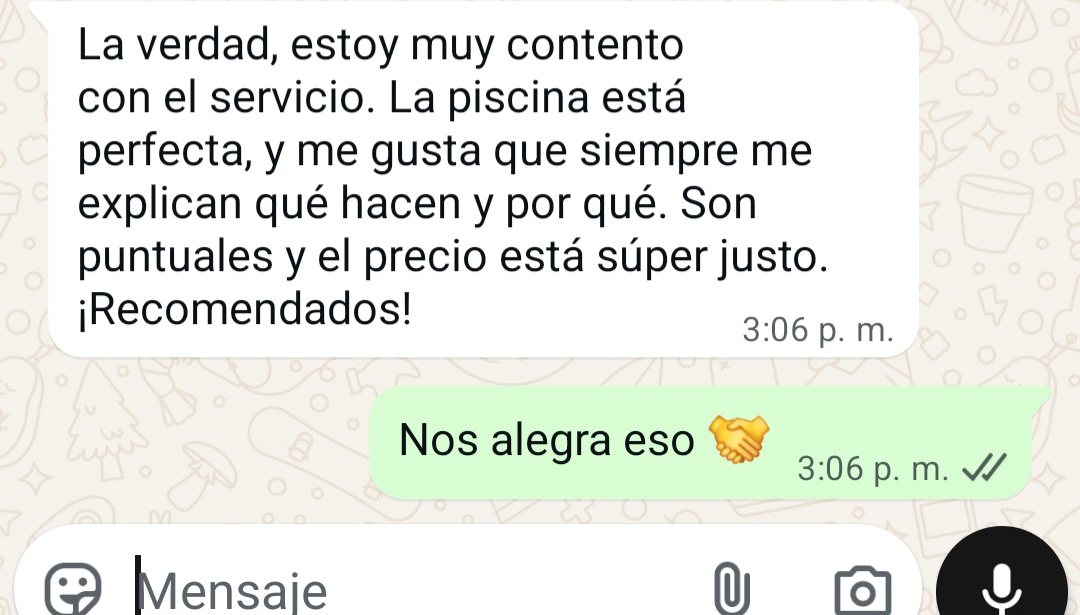 La verdad, estoy muy contento
con el servicio. La piscina está
perfecta, y me gusta que siempre me
explican qué hacen y por qué. Son
puntuales y el precio está súper justo.
¡Recomendados!
3:06 p. m.
Nos alegra eso 🤝
3:06 p. m.
Mensaje